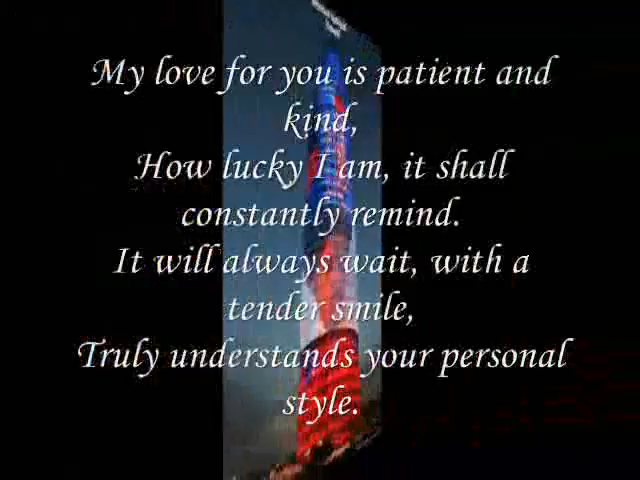 My love for you is patient and
kind,
How lucky I am, it shall
constantly remind.
It will always wait, with a
tender smile,
Truly understands your personal
style.